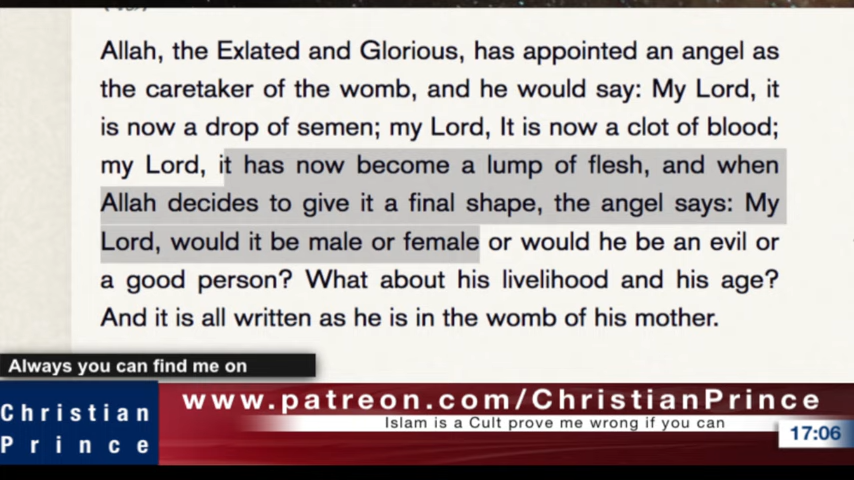 Allah, the Exlated and Glorious, has appointed an angel as
the caretaker of the womb, and he would say: My Lord, it
is now a drop of semen; my Lord, It is now a clot of blood;
my Lord, it has now become a lump of flesh, and when
Allah decides to give it a final shape, the angel says: My
Lord, would it be male or female or would he be an evil or
a good person? What about his livelihood and his age?
And it is all written as he is in the womb of his mother.
Always you can find me on
Christian
Prince
www.patreon.com/ChristianPrince
Islam is a Cult prove me wrong if you can
17:06